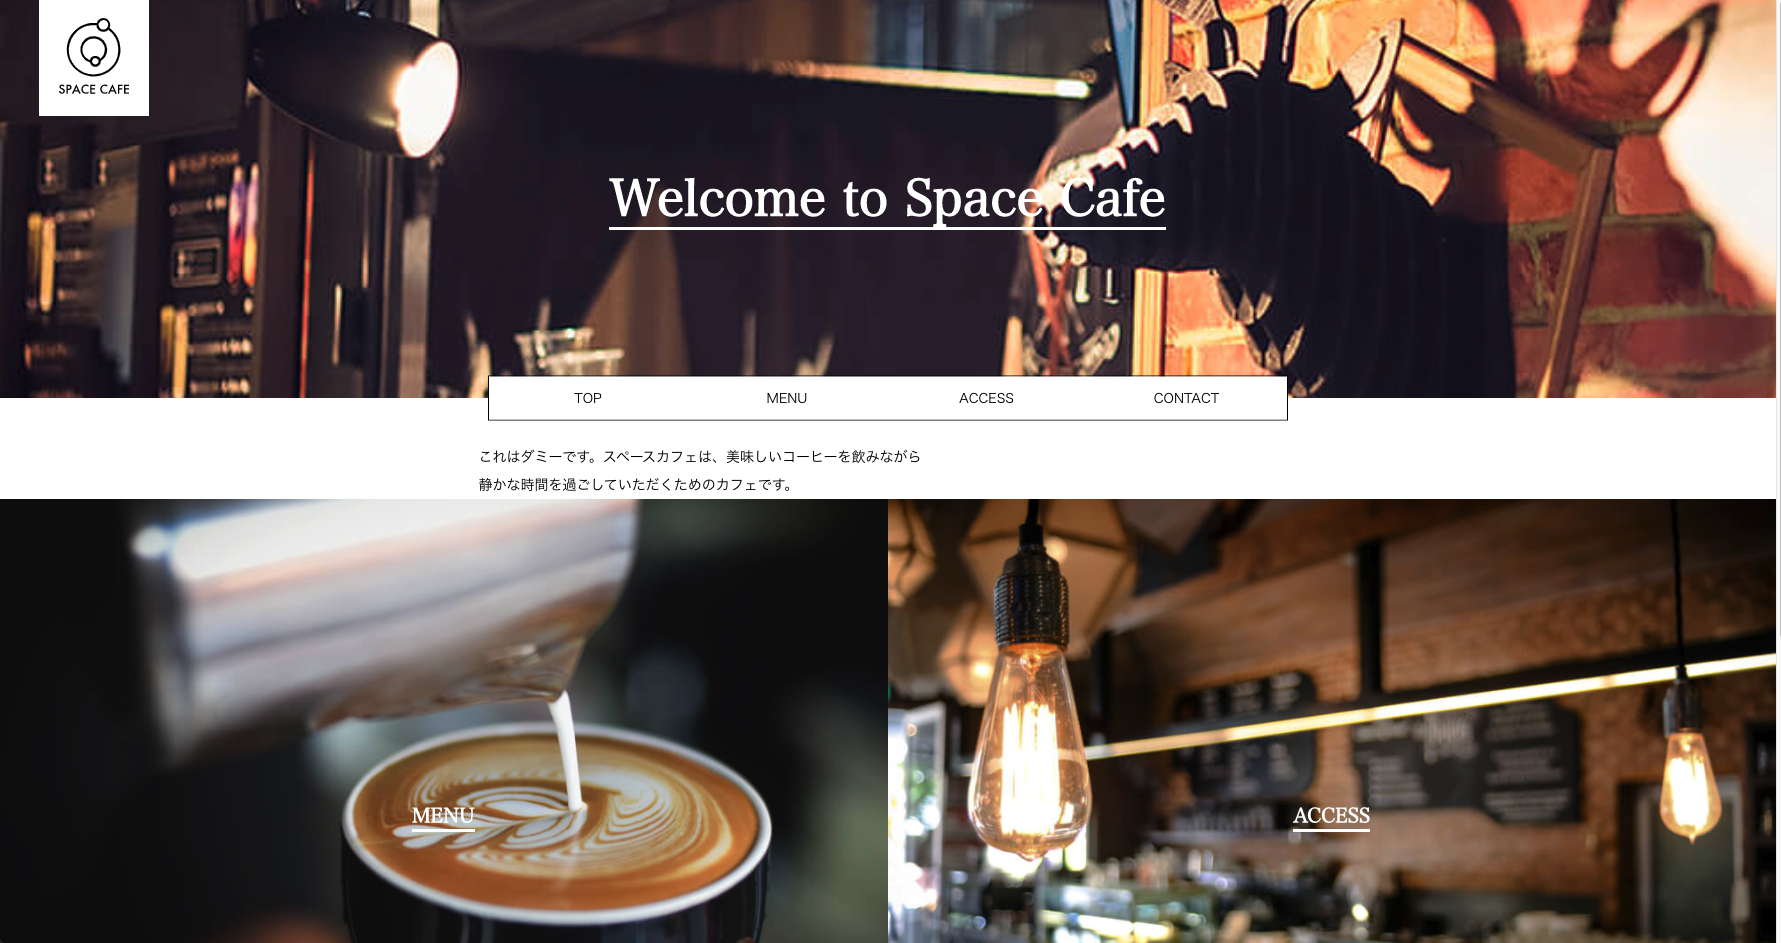 SPACE CAFE
Welcome to Space Cafe
TOP MENU ACCESS CONTACT
これはダミーです。スペースカフェは、美味しいコーヒーを飲みながら
静かな時間を過ごしていただくためのカフェです。
MENU
ACCESS